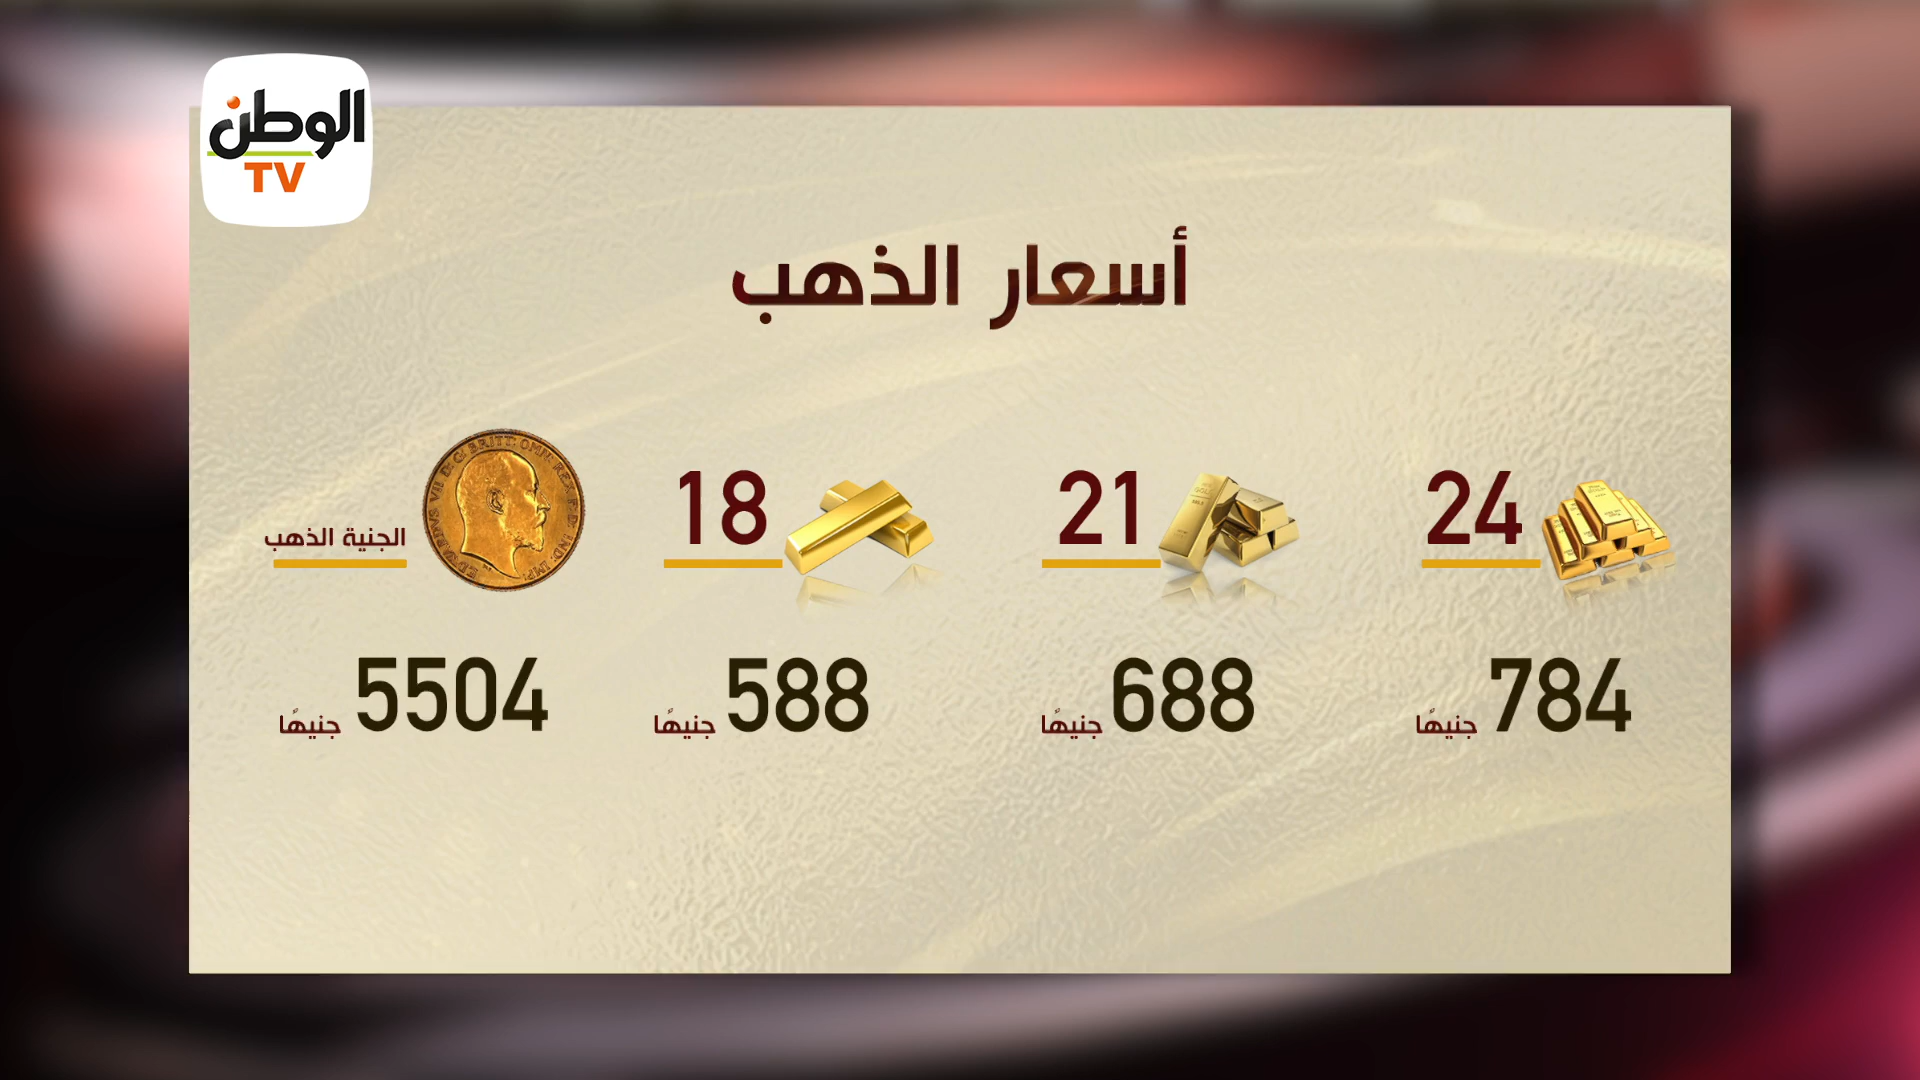 الوطن
TV
أسعار الذهب
24
784 جنيهًا
21
688 جنيهًا
18
588 جنيهًا
الجنية الذهب
5504 جنيهًا